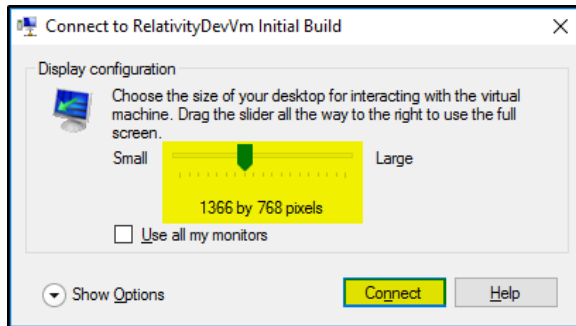 Connect to RelativityDevVm Initial Build
Display configuration
Choose the size of your desktop for interacting with the virtual
machine. Drag the slider all the way to the right to use the full
screen.
Small Large
1366 by 768 pixels
Use all my monitors
Show Options Connect Help